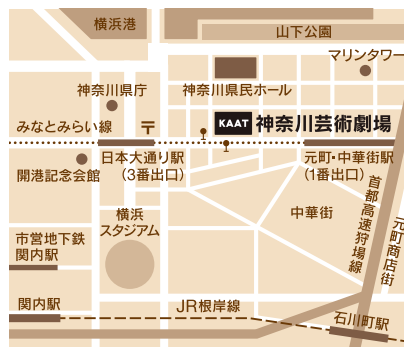 横浜港
山下公園
マリンタワー
神奈川県庁
神奈川県民ホール
KAAT 神奈川芸術劇場
みなとみらい線
〒
日本大通り駅
(3番出口)
元町・中華街駅
(1番出口)
開港記念会館
横浜
スタジアム
中華街
首都高速狩場線
元町商店街
市営地下鉄
関内駅
関内駅
JR根岸線
石川町駅